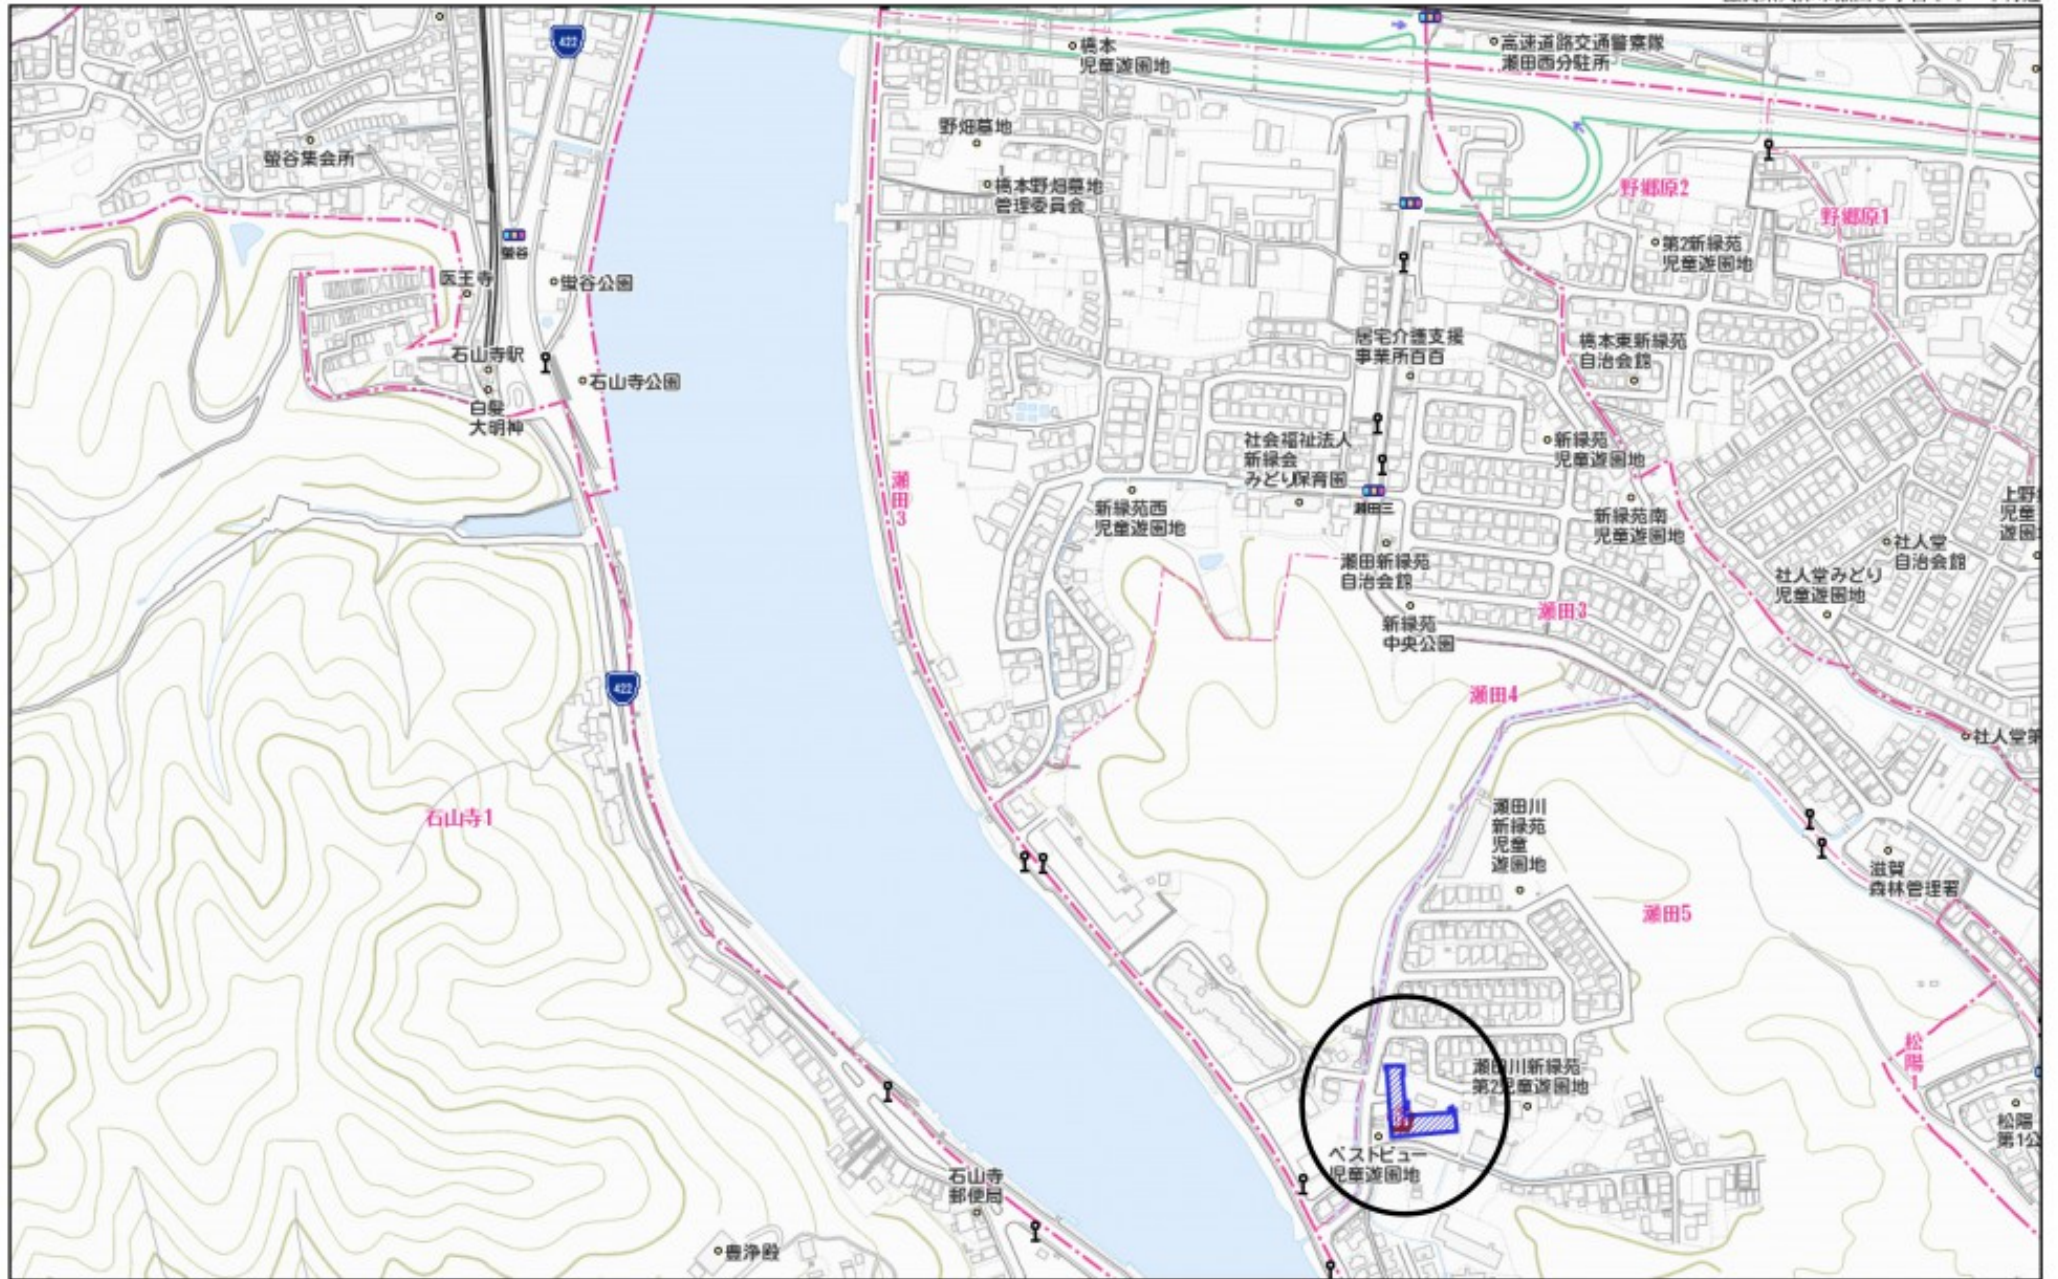 422
橋本
児童遊園地
高速道路交通警察隊
瀬田西分駐所
野畑墓地
螢谷集会所
橋本野畑墓地
管理委員会
野郷原2
野郷原1
螢谷
第2新緑苑
児童遊園地
医王寺
螢谷公園
居宅介護支援
事業所百百
橋本東新緑苑
自治会館
石山寺駅
石山寺公園
白髪
大明神
社会福祉法人
新緑会
みどり保育園
新緑苑
児童遊園地
瀬田3
新緑苑西
児童遊園地
瀬田三
新緑苑南
児童遊園地
上野
児童
遊園
社人堂
自治会館
瀬田新緑苑
自治会館
社人堂みどり
児童遊園地
瀬田3
新緑苑
中央公園
422
瀬田4
社人堂第
石山寺1
瀬田川
新緑苑
児童
遊園地
滋賀
森林管理署
瀬田5
松陽1
瀬田川新緑苑
第2児童遊園地
松陽
第1公
ベストビュー
児童遊園地
石山寺
郵便局
豊浄殿